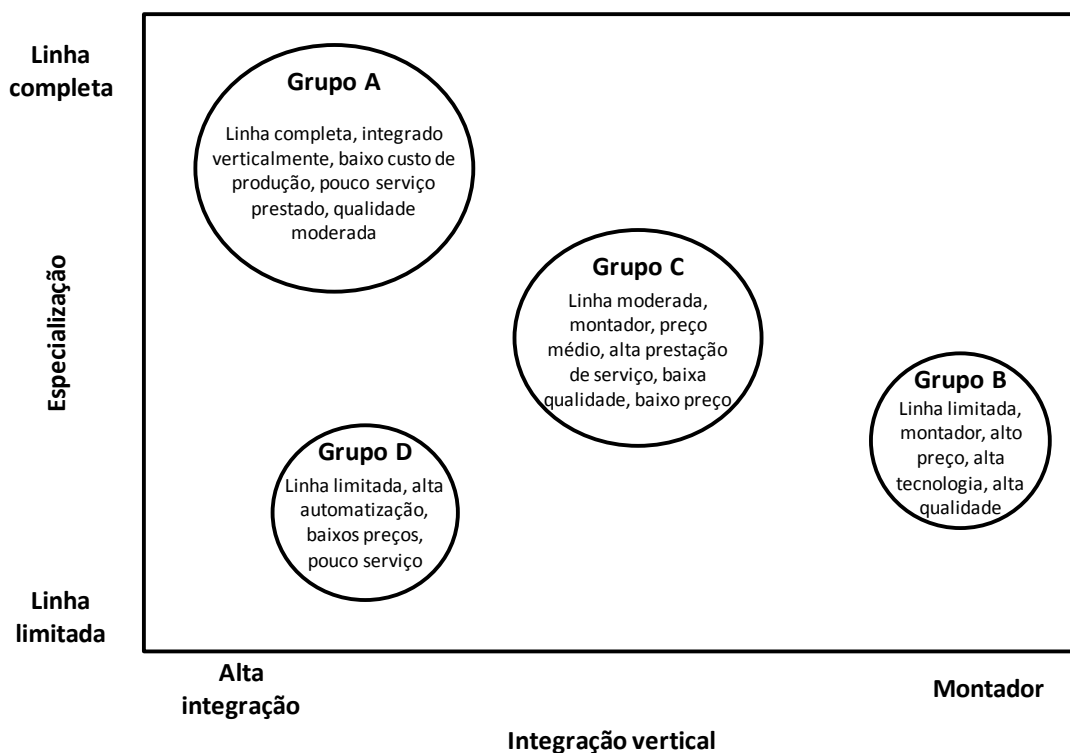 Linha
completa
Grupo A
Linha completa, integrado
verticalmente, baixo custo de
produção, pouco serviço
prestado, qualidade
moderada
Especialização
Grupo C
Linha moderada,
montador, preço
médio, alta prestação
de serviço, baixa
qualidade, baixo preço
Grupo B
Linha limitada,
montador, alto
preço, alta
tecnologia, alta
qualidade
Grupo D
Linha limitada, alta
automatização,
baixos preços,
pouco serviço
Linha
limitada
Alta
integração
Montador
Integração vertical